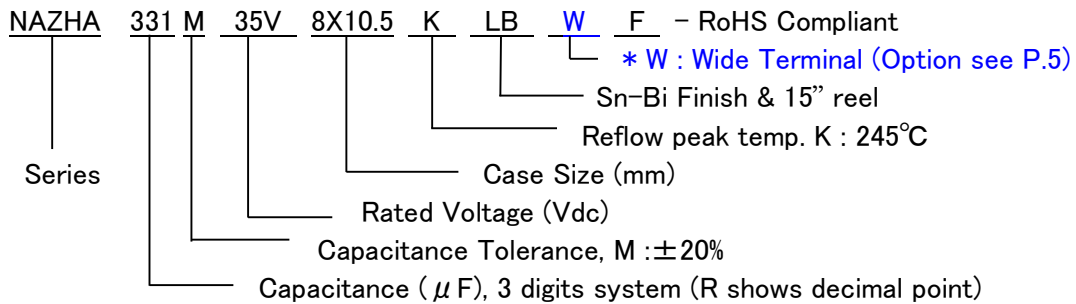 NAZHA 331 M 35V 8X10.5 K LB W F - RoHS Compliant
* W : Wide Terminal (Option see P.5)
Sn-Bi Finish & 15” reel
Reflow peak temp. K : 245℃
Series
Case Size (mm)
Rated Voltage (Vdc)
Capacitance Tolerance, M :±20%
Capacitance ( μ F), 3 digits system (R shows decimal point)